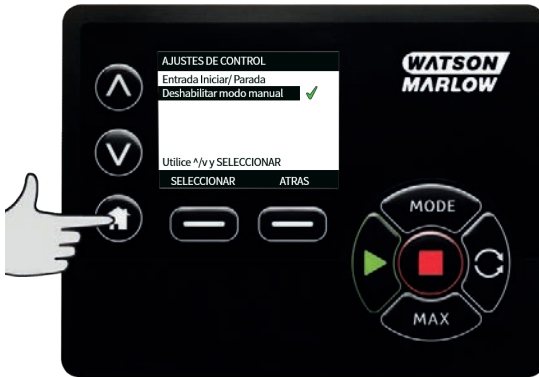 AJUSTES DE CONTROL
Entrada Iniciar/ Parada
Deshabilitar modo manual
Utilice ^/v y SELECCIONAR
SELECCIONAR ATRAS
WATSON
MARLOW
MODE
MAX